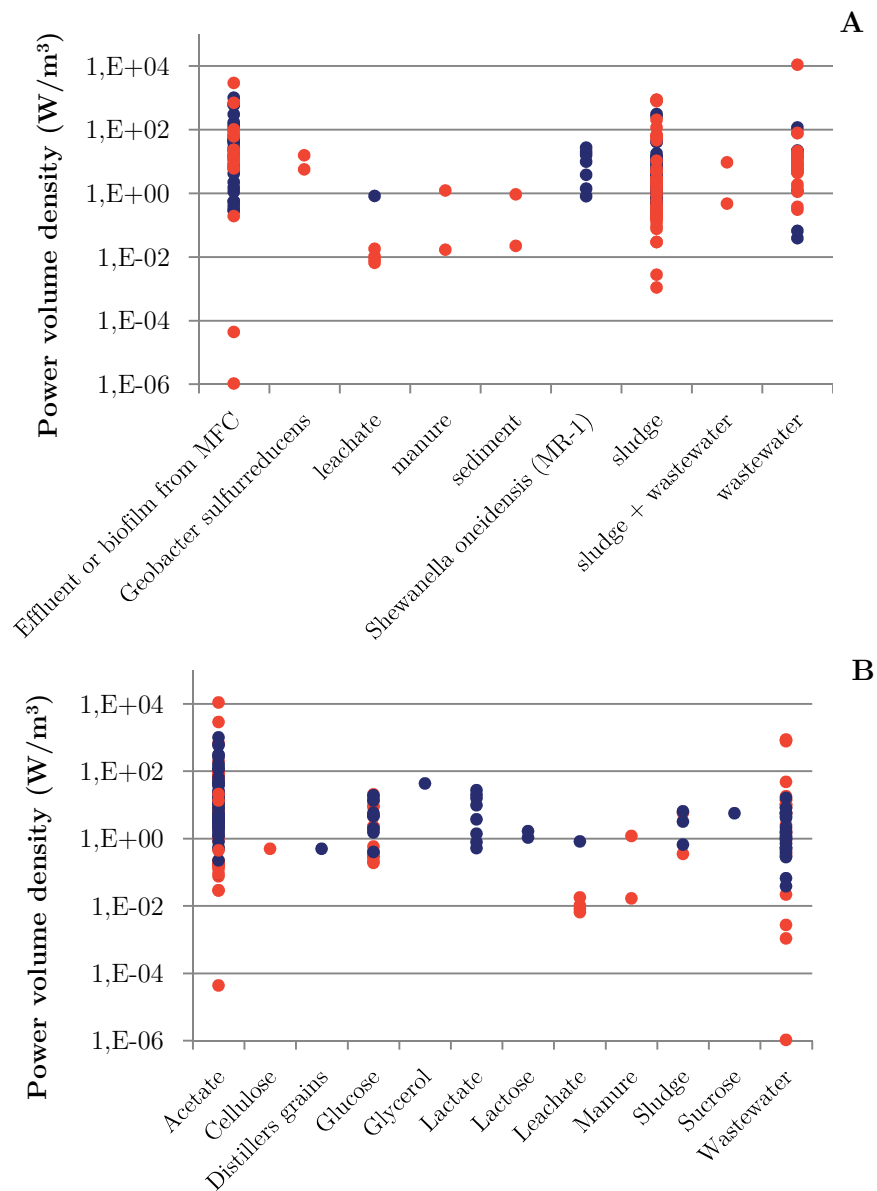 A
Power volume density (W/m³)
1,E+04
1,E+02
1,E+00
1,E-02
1,E-04
1,E-06
Effluent or biofilm from MFC
Geobacter sulfurreducens
leachate
manure
sediment
Shewanella oneidensis (MR-1)
sludge
sludge + wastewater
wastewater
B
Power volume density (W/m³)
1,E+04
1,E+02
1,E+00
1,E-02
1,E-04
1,E-06
Acetate
Cellulose
Distillers grains
Glucose
Glycerol
Lactate
Lactose
Leachate
Manure
Sludge
Sucrose
Wastewater